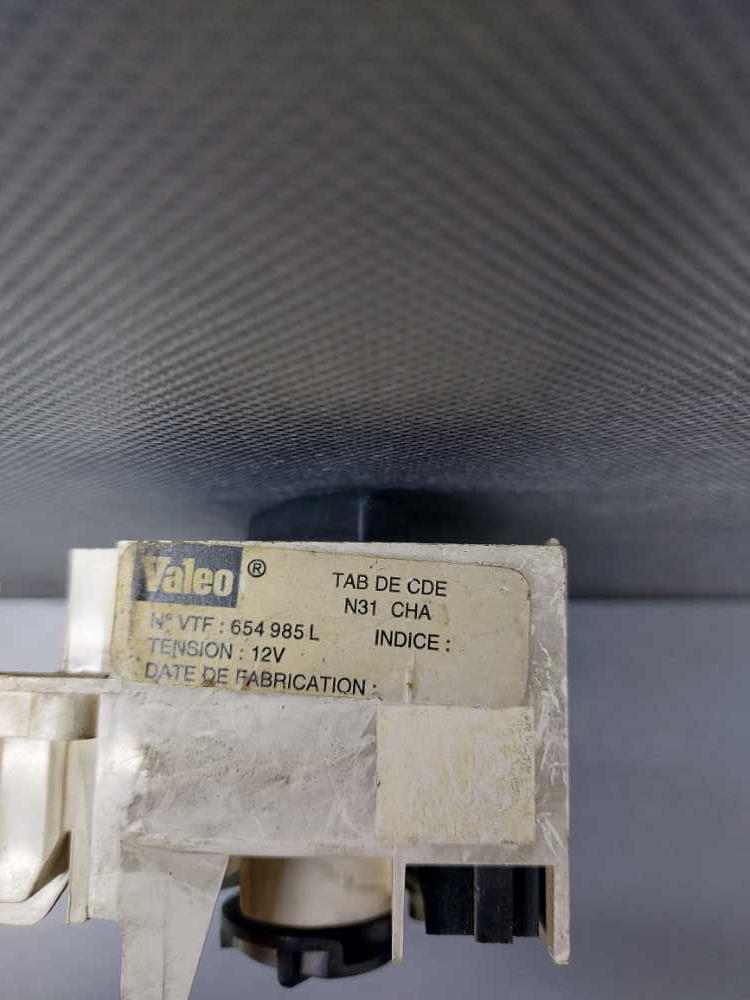 Valeo ®
TAB DE CDE
N31 CHA
N° VTF : 654 985 L INDICE :
TENSION : 12V
DATE DE FABRICATION :